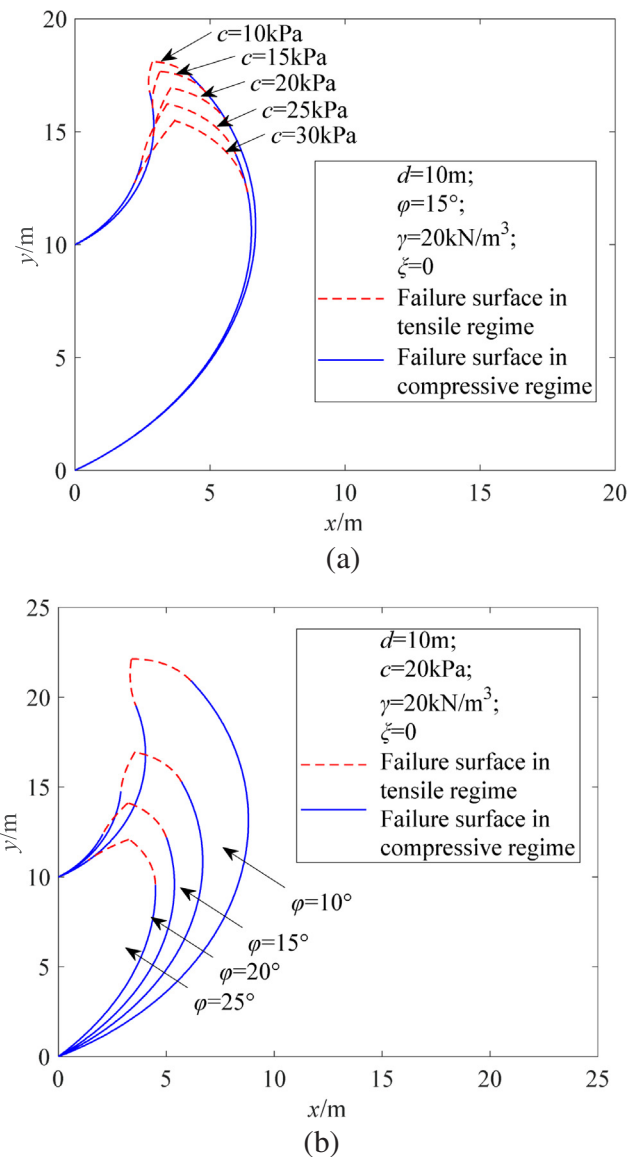 20
15
10
5
0
y/m
c=10kPa
c=15kPa
c=20kPa
c=25kPa
c=30kPa
d=10m;
φ=15°;
γ=20kN/m³;
ξ=0
Failure surface in
tensile regime
Failure surface in
compressive regime
0 5 10 15 20
x/m
(a)
25
20
15
10
5
0
y/m
d=10m;
c=20kPa;
γ=20kN/m³;
ξ=0
Failure surface in
tensile regime
Failure surface in
compressive regime
φ=10°
φ=15°
φ=20°
φ=25°
0 5 10 15 20 25
x/m
(b)